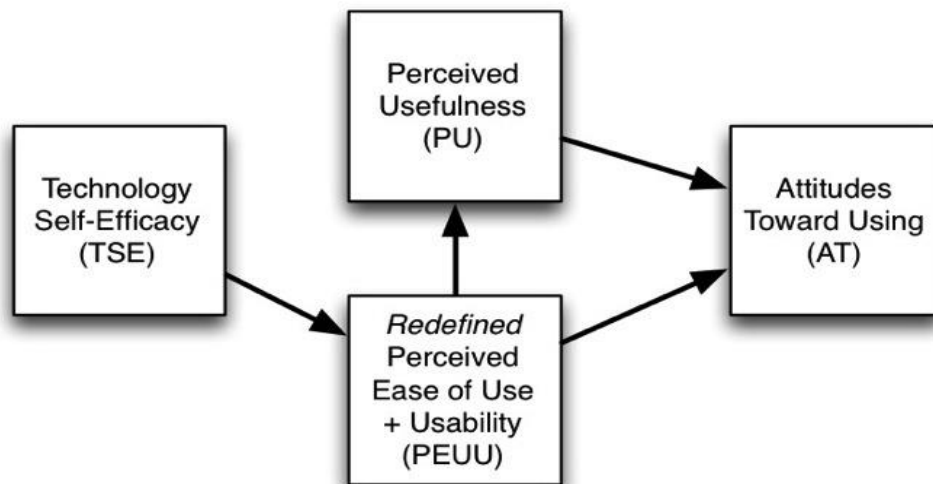 Perceived
Usefulness
(PU)
Technology
Self-Efficacy
(TSE)
Attitudes
Toward Using
(AT)
Redefined
Perceived
Ease of Use
+ Usability
(PEUU)